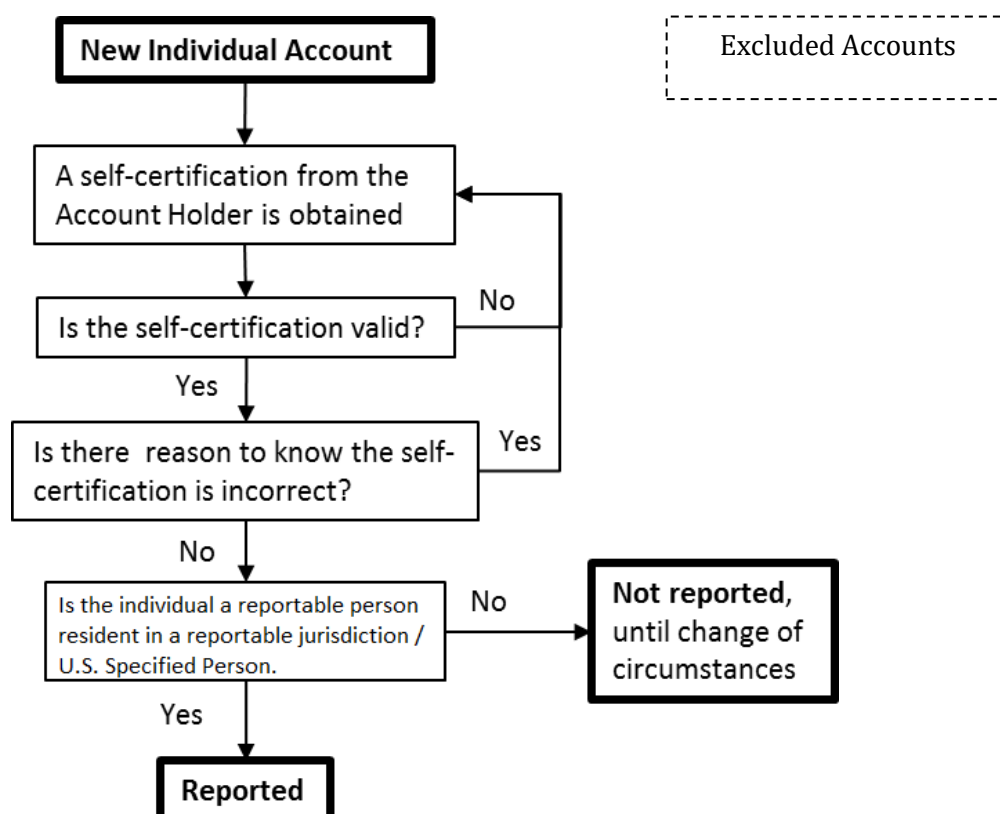 New Individual Account
Excluded Accounts
A self-certification from the
Account Holder is obtained
No
Is the self-certification valid?
Yes
Yes
Is there  reason to know the self-
certification is incorrect?
No
Is the individual a reportable person
resident in a reportable jurisdiction /
U.S. Specified Person.
No
Not reported,
until change of
circumstances
Yes
Reported